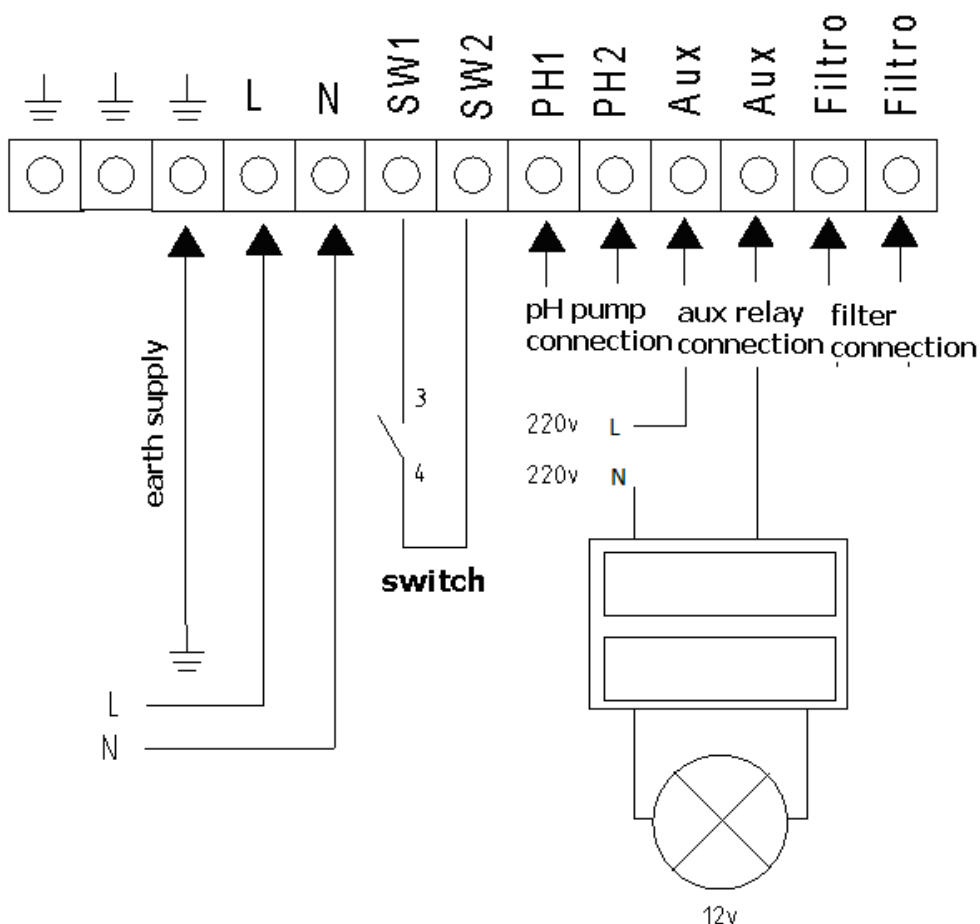 L N SW1 SW2 PH1 PH2 Aux Aux Filtro Filtro
pH pump
connection
aux relay
connection
filter
connection
earth supply
3
4
switch
220v L
220v N
L
N
12v